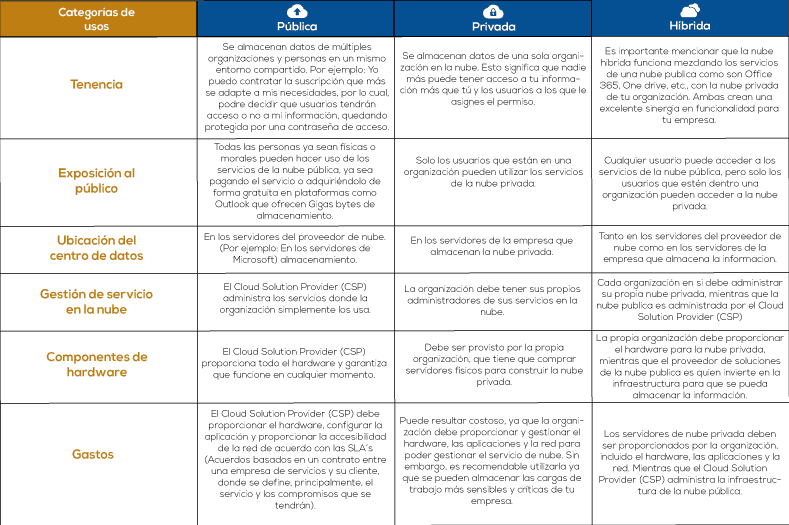 Categorías de
usos
Pública
Privada
Híbrida
Tenencia
Se almacenan datos de múltiples
organizaciones y personas en un mismo
entorno compartido. Por ejemplo: Yo
puedo contratar la suscripción que más
se adapte a mis necesidades, por lo cual,
podre decidir que usuarios tendrán
acceso o no a mi información, quedando
protegida por una contraseña de acceso.
Se almacenan datos de una sola organi-
zación en la nube. Esto significa que nadie
más puede tener acceso a tu informa-
ción más que tú y los usuarios a los que le
asignes el permiso.
Es importante mencionar que la nube
híbrida funciona mezclando los servicios
de una nube publica como son Office
365, One drive, etc., con la nube privada
de tu organización. Ambas crean una
excelente sinergia en funcionalidad para
tu empresa.
Exposición al
público
Todas las personas ya sean físicas o
morales pueden hacer uso de los
servicios de la nube pública, ya sea
pagando el servicio o adquiriéndolo de
forma gratuita en plataformas como
Outlook que ofrecen Gigas bytes de
almacenamiento.
Solo los usuarios que están en una
organización pueden utilizar los servicios
de la nube privada.
Cualquier usuario puede acceder a los
servicios de la nube pública, pero solo los
usuarios que estén dentro una
organización pueden acceder a la nube
privada.
Ubicación del
centro de datos
En los servidores del proveedor de nube.
(Por ejemplo: En los servidores de
Microsoft) almacenamiento.
En los servidores de la empresa que
almacenan la nube privada.
Tanto en los servidores del proveedor de
nube como en los servidores de la
empresa que almacena la informacion.
Gestión de servicio
en la nube
El Cloud Solution Provider (CSP)
administra los servicios donde la
organización simplemente los usa.
La organización debe tener sus propios
administradores de sus servicios en la
nube.
Cada organización en si debe administrar
su propia nube privada, mientras que la
nube publica es administrada por el Cloud
Solution Provider (CSP)
Componentes de
hardware
El Cloud Solution Provider (CSP)
proporciona todo el hardware y garantiza
que funcione en cualquier momento.
Debe ser provisto por la propia
organización, que tiene que comprar
servidores físicos para construir la nube
privada.
La propia organización debe proporcionar
el hardware para la nube privada,
mientras que el proveedor de soluciones
de la nube publica es quien invierte en la
infraestructura para que se pueda
almacenar la información.
Gastos
El Cloud Solution Provider (CSP) debe
proporcionar el hardware, configurar la
aplicación y proporcionar la accesibilidad
de la red de acuerdo con las SLA´s
(Acuerdos basados en un contrato entre
una empresa de servicios y su cliente,
donde se define, principalmente, el
servicio y los compromisos que se
tendrán).
Puede resultar costoso, ya que la organi-
zación debe proporcionar y gestionar el
hardware, las aplicaciones y la red para
poder gestionar el servicio de nube. Sin
embargo, es recomendable utilizarla ya
que se pueden almacenar las cargas de
trabajo más sensibles y críticas de tu
empresa.
Los servidores de nube privada deben
ser proporcionados por la organización,
incluido el hardware, las aplicaciones y la
red. Mientras que el Cloud Solution
Provider (CSP) administra la infraestruc-
tura de la nube pública.